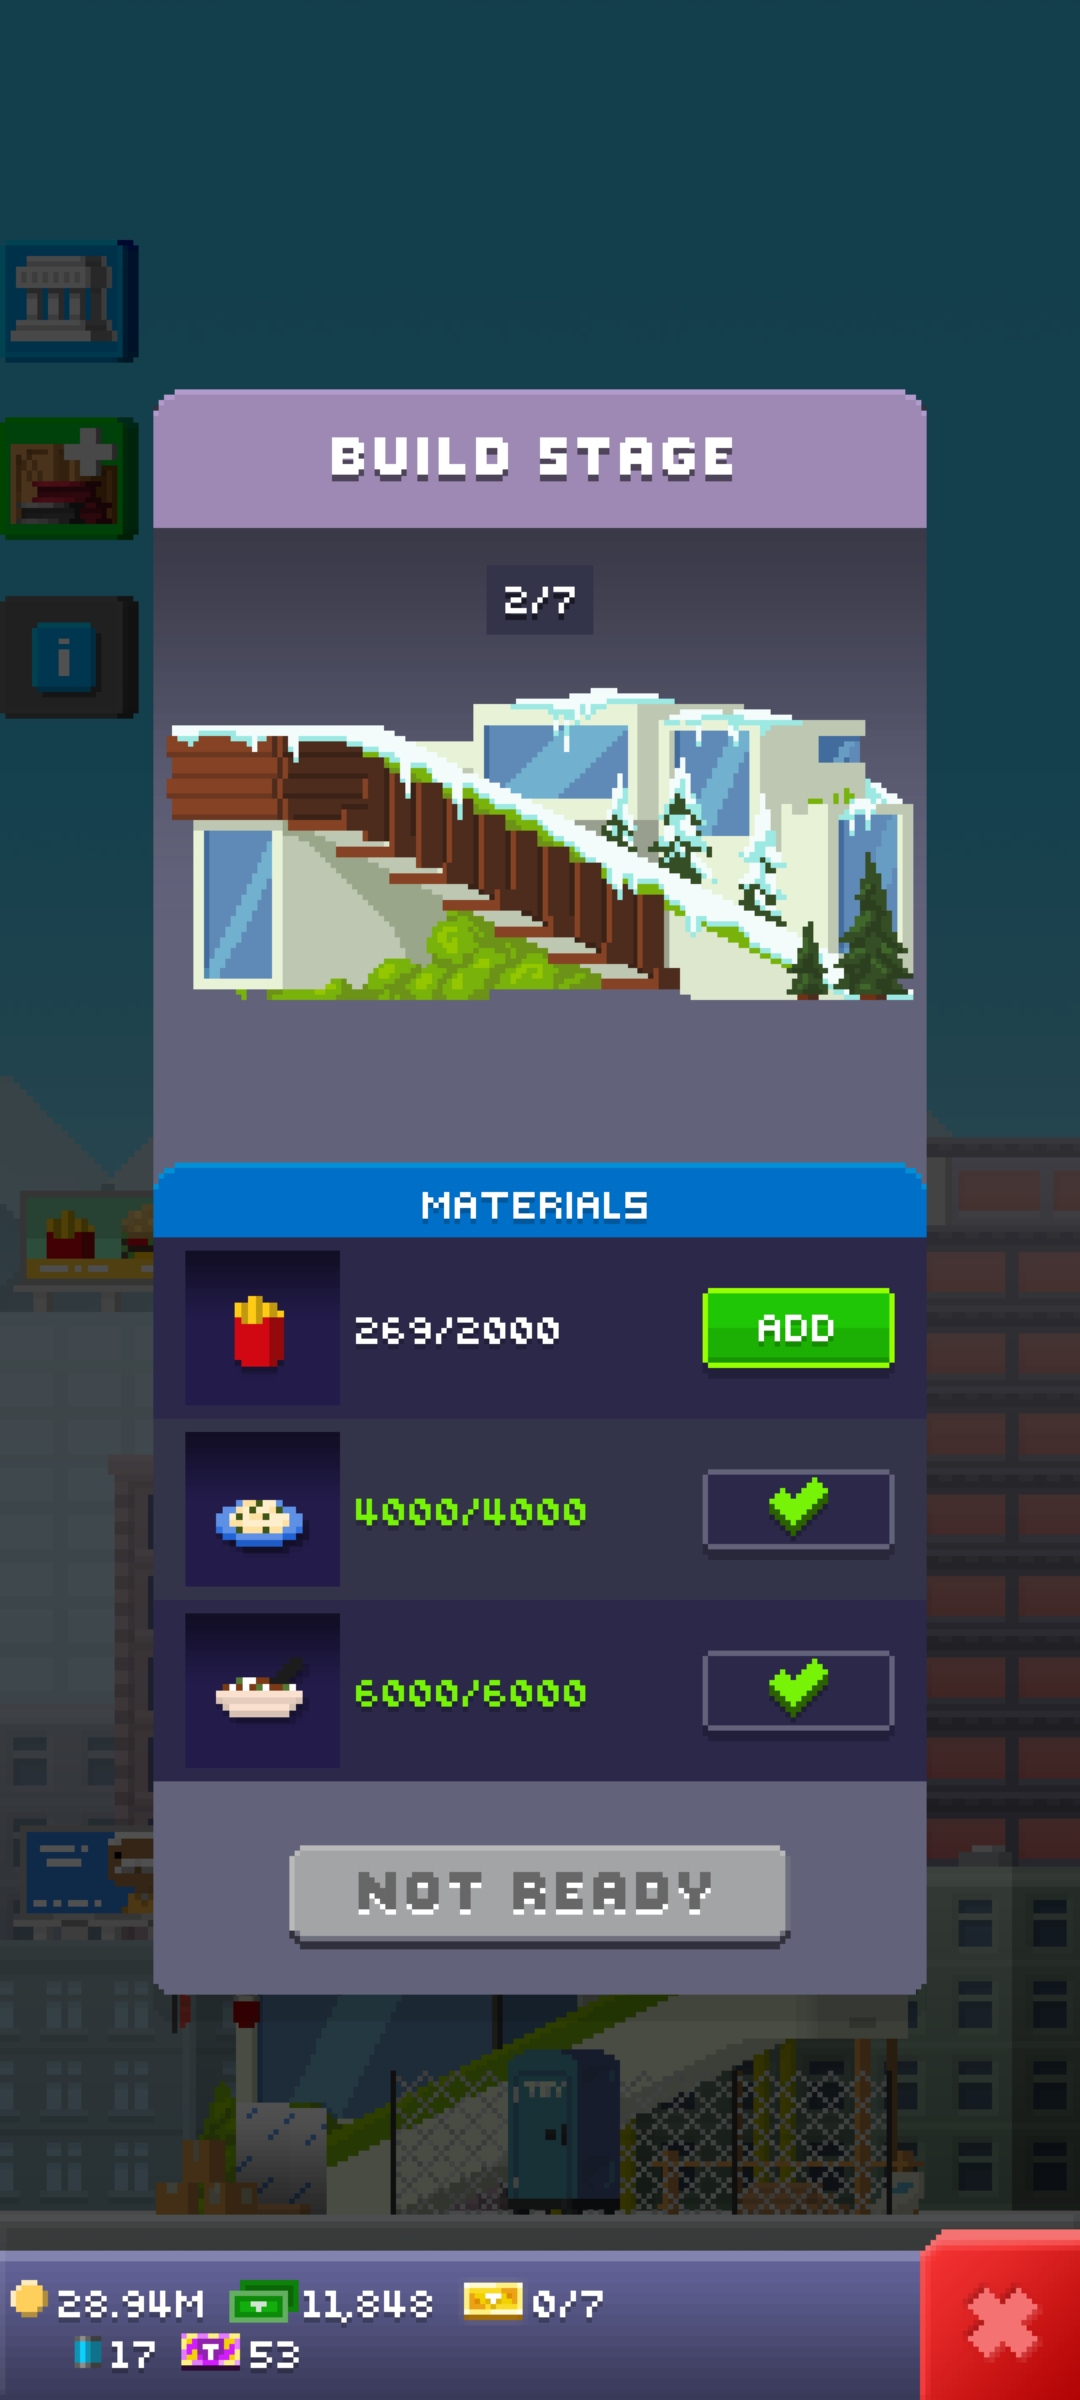 BUILD STAGE
2/7
MATERIALS
269/2000
ADD
4000/4000
6000/6000
NOT READY
28.94M 11,848 0/7
17 53